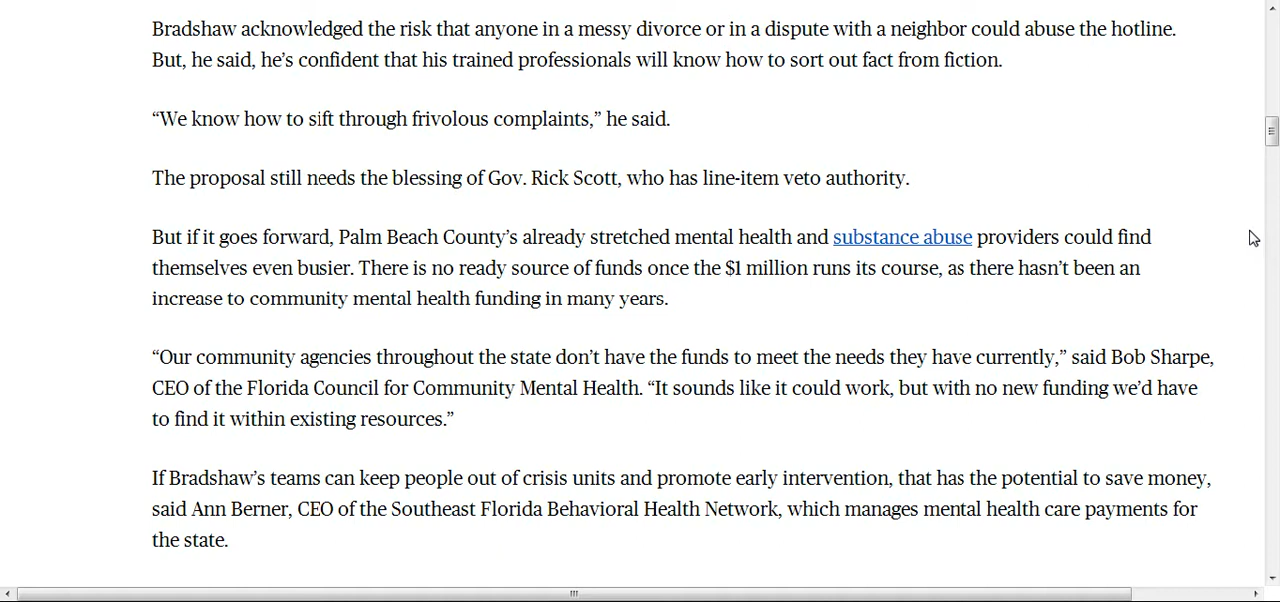 Bradshaw acknowledged the risk that anyone in a messy divorce or in a dispute with a neighbor could abuse the hotline.
But, he said, he’s confident that his trained professionals will know how to sort out fact from fiction.
“We know how to sift through frivolous complaints,” he said.
The proposal still needs the blessing of Gov. Rick Scott, who has line-item veto authority.
But if it goes forward, Palm Beach County’s already stretched mental health and substance abuse providers could find
themselves even busier. There is no ready source of funds once the $1 million runs its course, as there hasn’t been an
increase to community mental health funding in many years.
“Our community agencies throughout the state don’t have the funds to meet the needs they have currently,” said Bob Sharpe,
CEO of the Florida Council for Community Mental Health. “It sounds like it could work, but with no new funding we’d have
to find it within existing resources.”
If Bradshaw’s teams can keep people out of crisis units and promote early intervention, that has the potential to save money,
said Ann Berner, CEO of the Southeast Florida Behavioral Health Network, which manages mental health care payments for
the state.